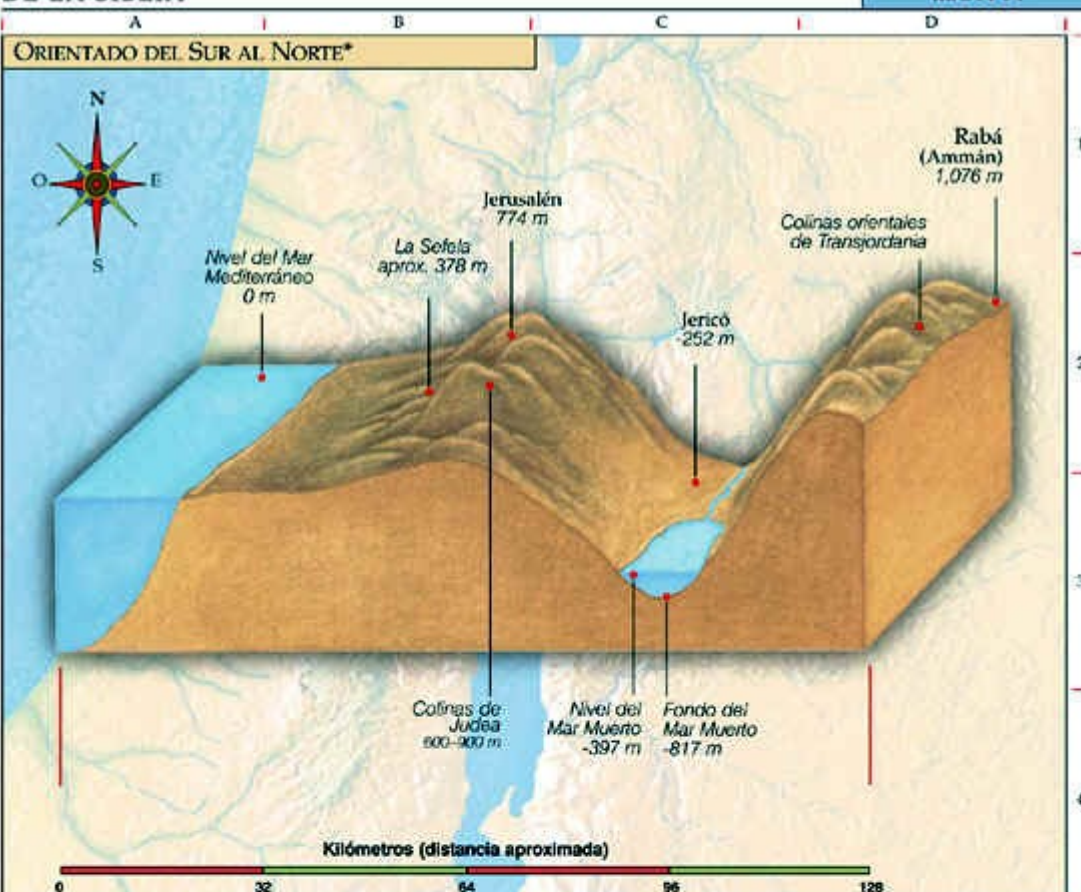 A B C D
ORIENTADO DEL SUR AL NORTE*
N
O E
S
Rabá
(Ammán)
1,076 m
Jerusalén
774 m
Colinas orientales
de Transjordania
La Sefela
aprox. 378 m
Nivel del Mar
Mediterráneo
0 m
Jericó
-252 m
Colinas de
Judea
600–900 m
Nivel del
Mar Muerto
-397 m
Fondo del
Mar Muerto
-817 m
Kilómetros (distancia aproximada)
0 32 64 96 128